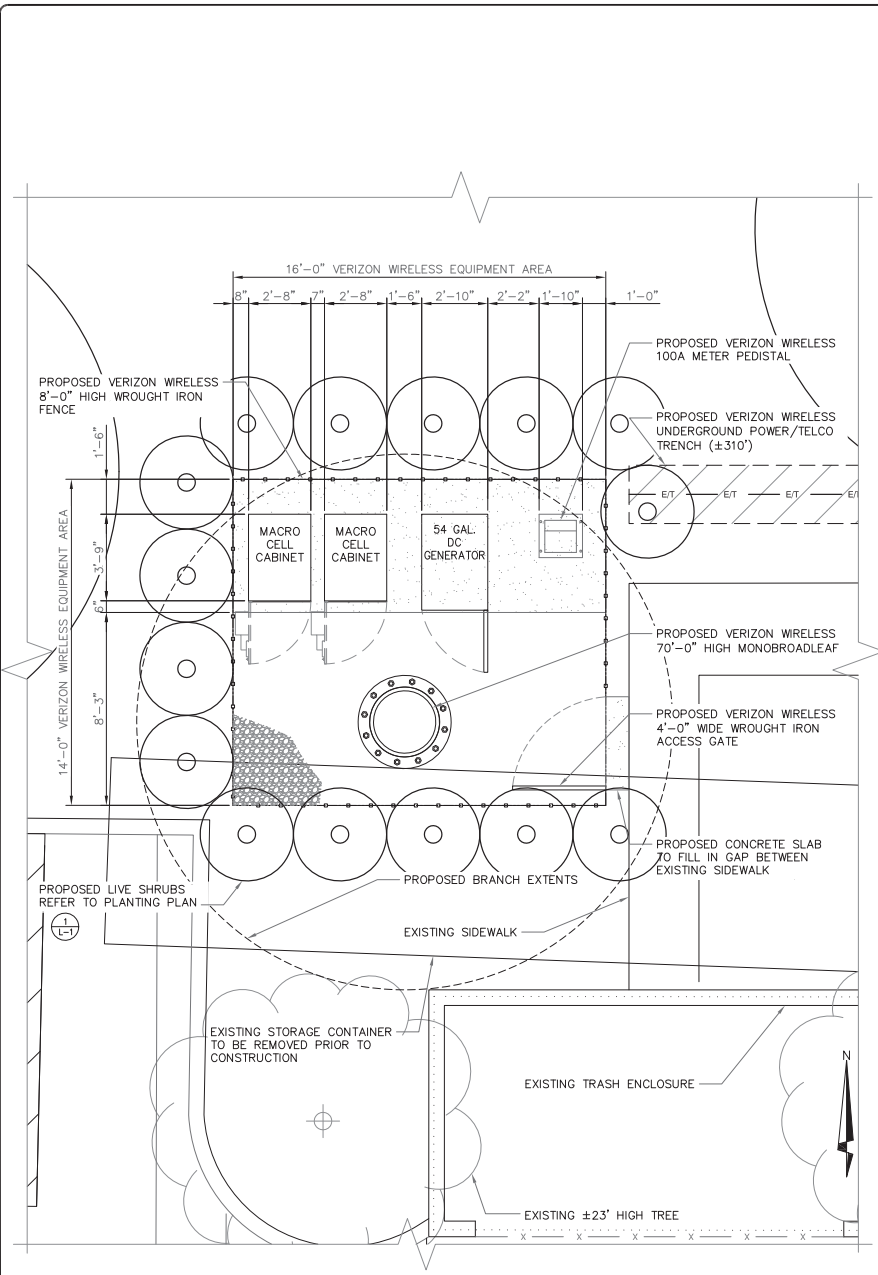 16'-0" VERIZON WIRELESS EQUIPMENT AREA
8" 2'-8" 7" 2'-8" 1'-6" 2'-10" 2'-2" 1'-10" 1'-0"
PROPOSED VERIZON WIRELESS
100A METER PEDISTAL
PROPOSED VERIZON WIRELESS
8'-0" HIGH WROUGHT IRON
FENCE
PROPOSED VERIZON WIRELESS
UNDERGROUND POWER/TELCO
TRENCH (±310')
E/T E/T E/T E/T
14'-0" VERIZON WIRELESS EQUIPMENT AREA
1'-6"
3'-9"
6"
8'-3"
MACRO
CELL
CABINET
MACRO
CELL
CABINET
54 GAL.
DC
GENERATOR
PROPOSED VERIZON WIRELESS
70'-0" HIGH MONOBROADLEAF
PROPOSED VERIZON WIRELESS
4'-0" WIDE WROUGHT IRON
ACCESS GATE
PROPOSED CONCRETE SLAB
TO FILL IN GAP BETWEEN
EXISTING SIDEWALK
PROPOSED LIVE SHRUBS
REFER TO PLANTING PLAN
1
L-1
PROPOSED BRANCH EXTENTS
EXISTING SIDEWALK
EXISTING STORAGE CONTAINER
TO BE REMOVED PRIOR TO
CONSTRUCTION
EXISTING TRASH ENCLOSURE
N
EXISTING ±23' HIGH TREE
X X X X X X